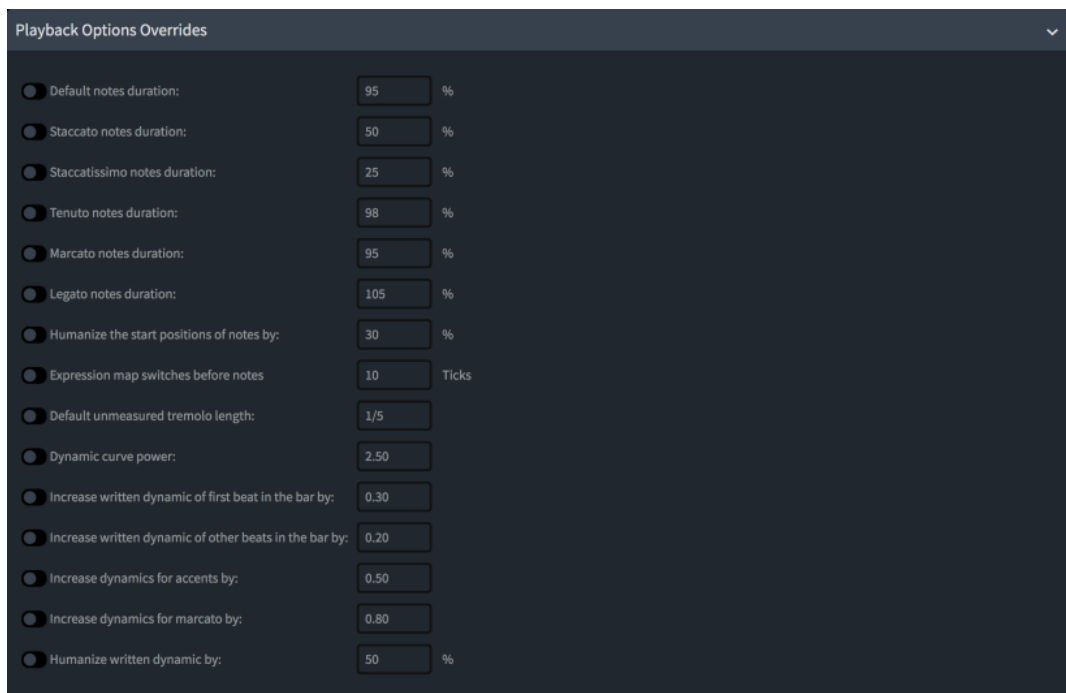 Playback Options Overrides
Default notes duration: 95 %
Staccato notes duration: 50 %
Staccatissimo notes duration: 25 %
Tenuto notes duration: 98 %
Marcato notes duration: 95 %
Legato notes duration: 105 %
Humanize the start positions of notes by: 30 %
Expression map switches before notes 10 Ticks
Default unmeasured tremolo length: 1/5
Dynamic curve power: 2.50
Increase written dynamic of first beat in the bar by: 0.30
Increase written dynamic of other beats in the bar by: 0.20
Increase dynamics for accents by: 0.50
Increase dynamics for marcato by: 0.80
Humanize written dynamic by: 50 %